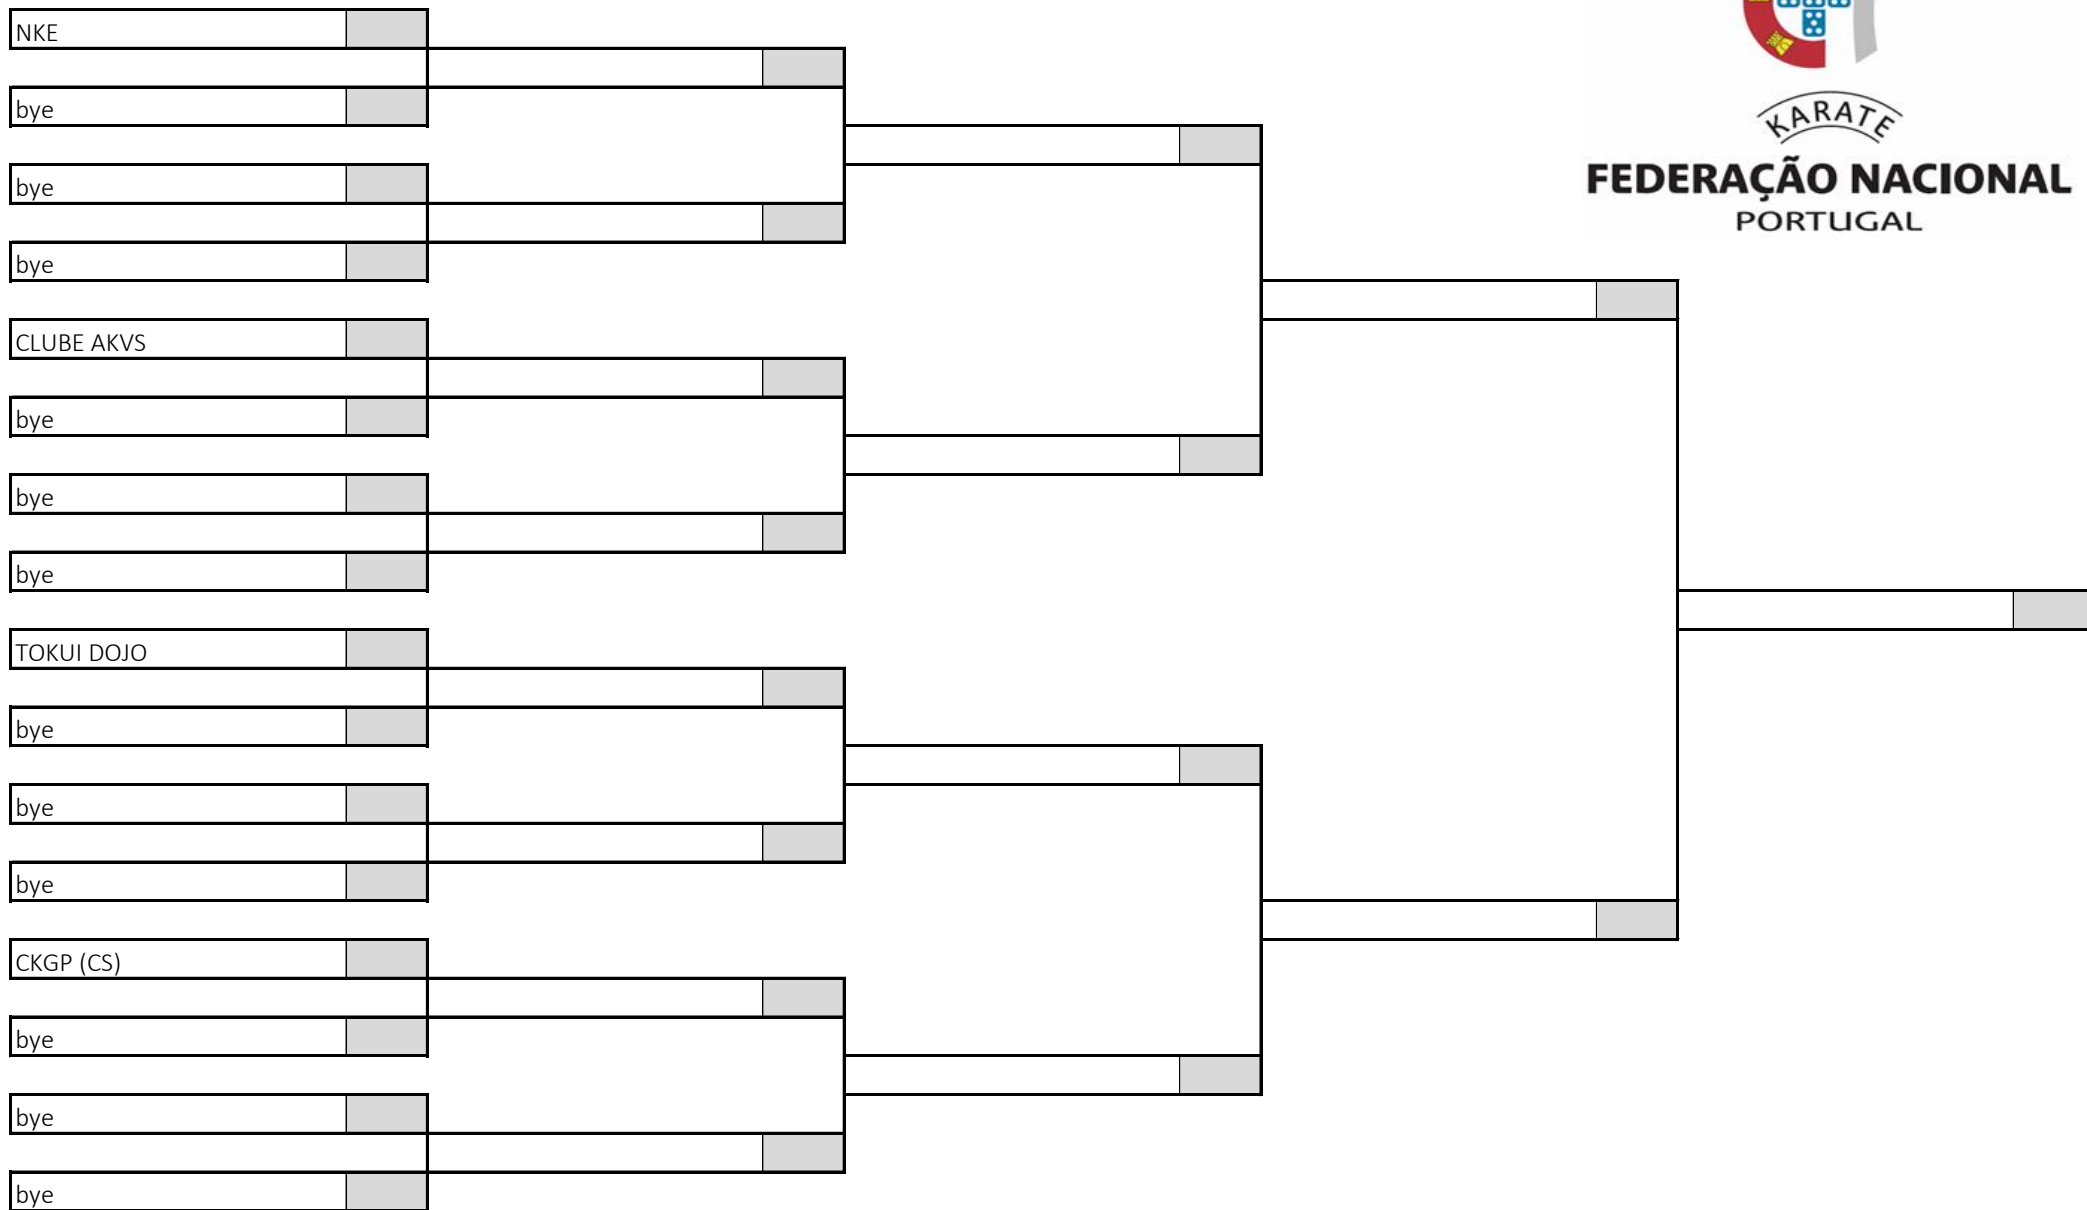 NKE
bye
bye
bye
CLUBE AKVS
bye
bye
bye
TOKUI DOJO
bye
bye
bye
CKGP (CS)
bye
bye
bye
KARATE
FEDERAÇÃO NACIONAL
PORTUGAL